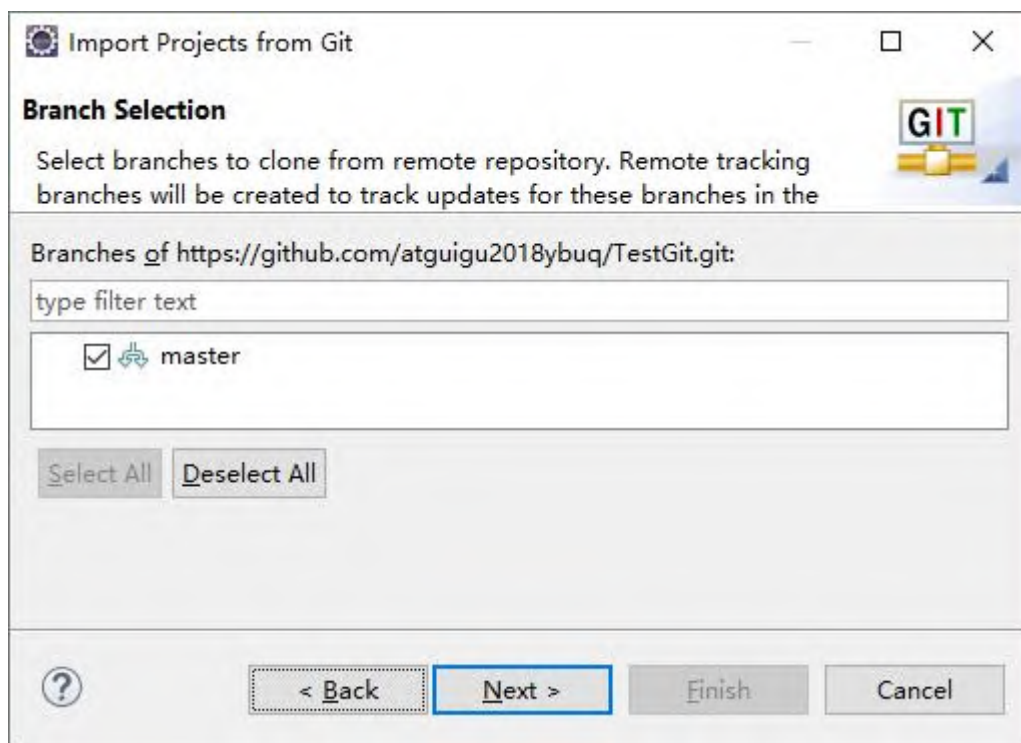 Import Projects from Git
Branch Selection
GIT
Select branches to clone from remote repository. Remote tracking
branches will be created to track updates for these branches in the
Branches of https://github.com/atguigu2018ybuq/TestGit.git:
type filter text
master
Select All
Deselect All
?
< Back
Next >
Finish
Cancel